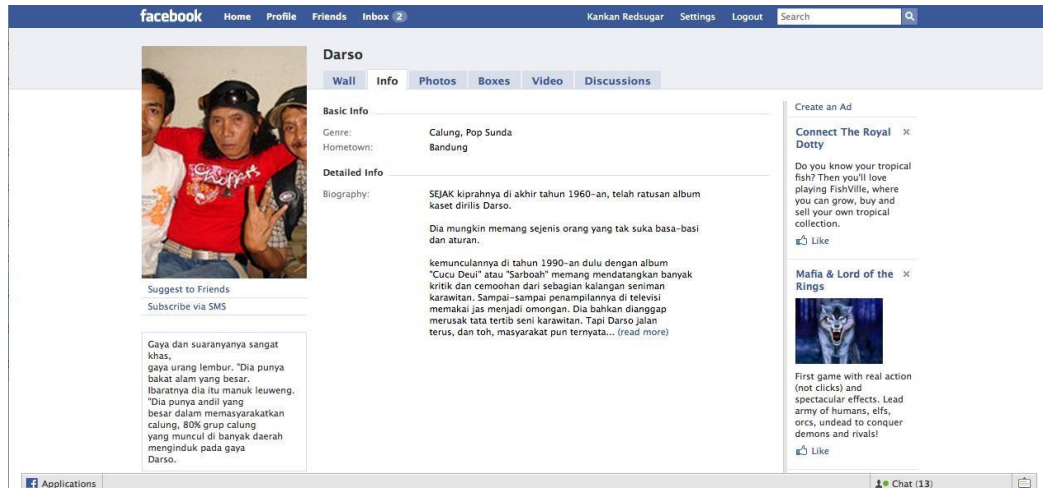 facebook Home Profile Friends Inbox 2 Kankan Redsugar Settings Logout Search
Darso
Wall Info Photos Boxes Video Discussions
Basic Info
Genre: Calung, Pop Sunda
Hometown: Bandung
Detailed Info
Biography: SEJAK kiprahnya di akhir tahun 1960-an, telah ratusan album
kaset dirilis Darso.
Dia mungkin memang sejenis orang yang tak suka basa-basi
dan aturan.
kemunculannya di tahun 1990-an dulu dengan album
"Cucu Deui" atau "Sarboah" memang mendatangkan banyak
kritik dan cemoohan dari sebagian kalangan seniman
karawitan. Sampai-sampai penampilannya di televisi
memakai jas menjadi omongan. Dia bahkan dianggap
merusak tata tertib seni karawitan. Tapi Darso jalan
terus, dan toh, masyarakat pun ternyata... (read more)
Choppers
Suggest to Friends
Subscribe via SMS
Gaya dan suaranyanya sangat
khas,
gaya urang lembur. "Dia punya
bakat alam yang besar.
Ibaratnya dia itu manuk leuweng.
"Dia punya andil yang
besar dalam memasyarakatkan
calung, 80% grup calung
yang muncul di banyak daerah
menginduk pada gaya
Darso.
Create an Ad
Connect The Royal
Dotty
Do you know your tropical
fish? Then you'll love
playing FishVille, where
you can grow, buy and
sell your own tropical
collection.
Like
Mafia & Lord of the
Rings
First game with real action
(not clicks) and
spectacular effects. Lead
army of humans, elfs,
orcs, undead to conquer
demons and rivals!
Like
Applications Chat (13)